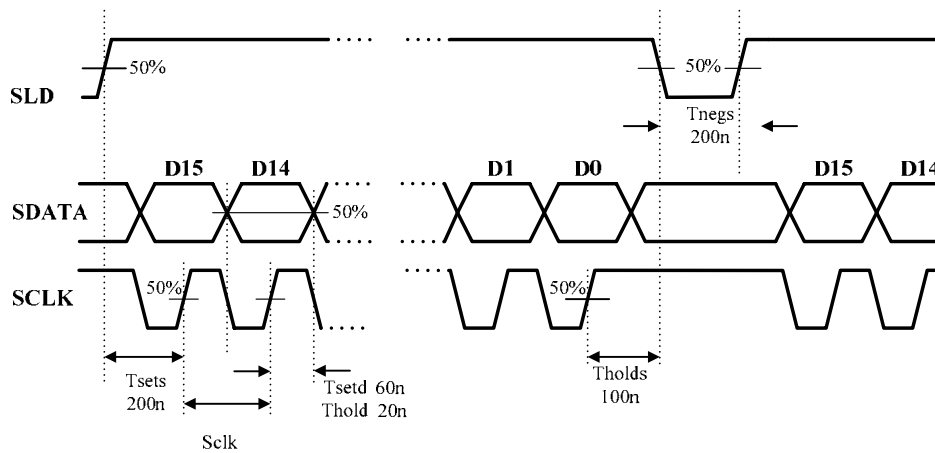 50%
50%
SLD
Tnegs
200n
D15 D14 D1 D0 D15 D14
SDATA
50%
SCLK
50%
50%
Tsets
200n
Tsetd 60n
Thold 20n
Tholds
100n
Sclk